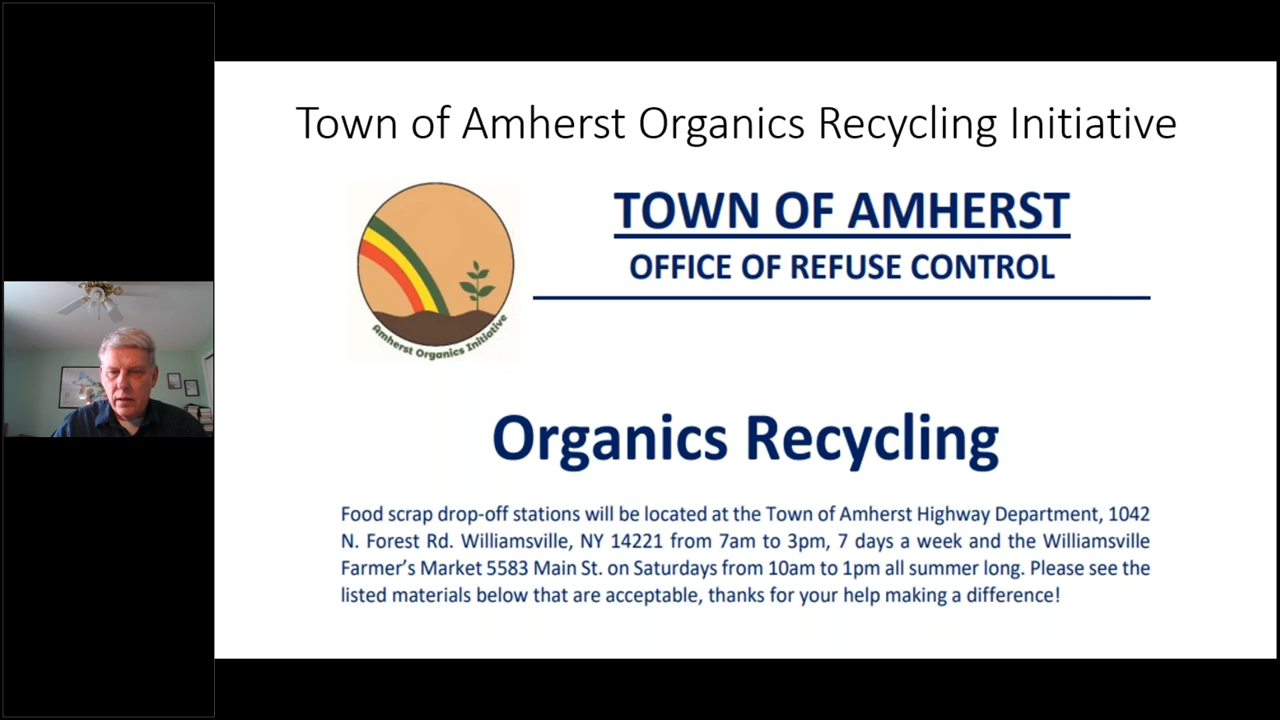 Town of Amherst Organics Recycling Initiative
TOWN OF AMHERST
OFFICE OF REFUSE CONTROL
Amherst Organics Initiative
Organics Recycling
Food scrap drop-off stations will be located at the Town of Amherst Highway Department, 1042
N. Forest Rd. Williamsville, NY 14221 from 7am to 3pm, 7 days a week and the Williamsville
Farmer's Market 5583 Main St. on Saturdays from 10am to 1pm all summer long. Please see the
listed materials below that are acceptable, thanks for your help making a difference!